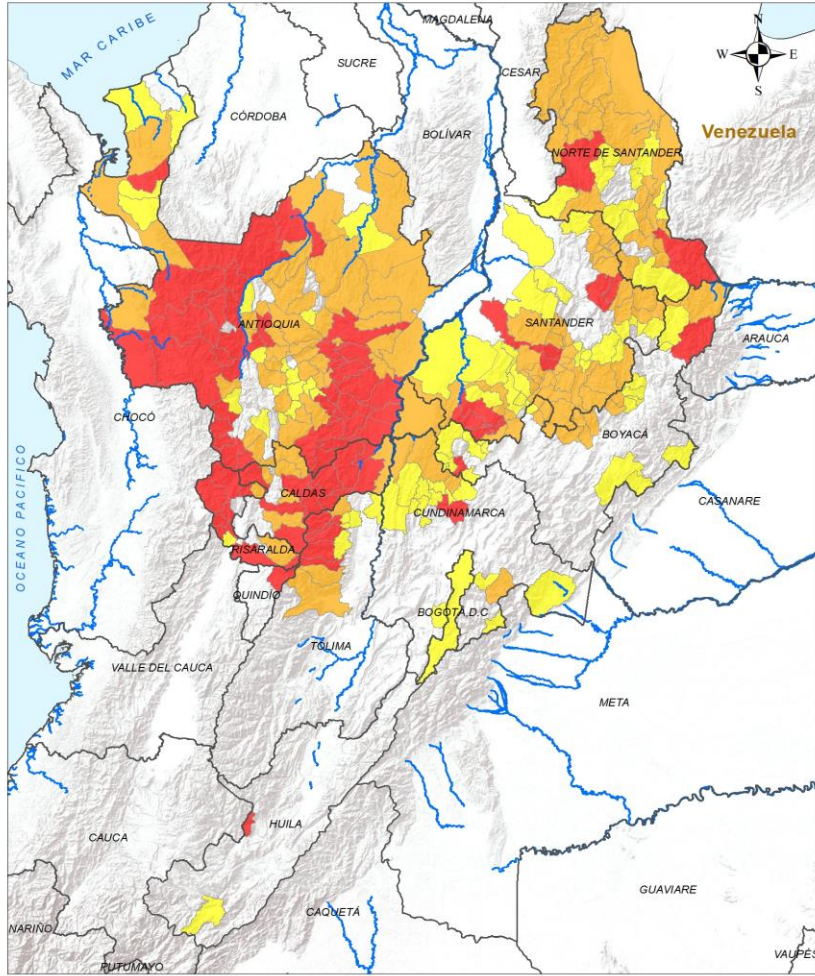 MAGDALENA
N
MAR CARIBE
SUCRE
CESAR
W
E
S
CÓRDOBA
BOLÍVAR
Venezuela
NORTE DE SANTANDER
ANTIOQUIA
SANTANDER
ARAUCA
CHOCÓ
BOYACÁ
OCEANO PACIFICO
CALDAS
CASANARE
CUNDINAMARCA
RISARALDA
QUINDÍO
BOGOTÁ, D.C
TOLIMA
VALLE DEL CAUCA
META
HUILA
CAUCA
GUAVIARE
CAQUETÁ
NARIÑO
PUTUMAYO
VAUPÉS